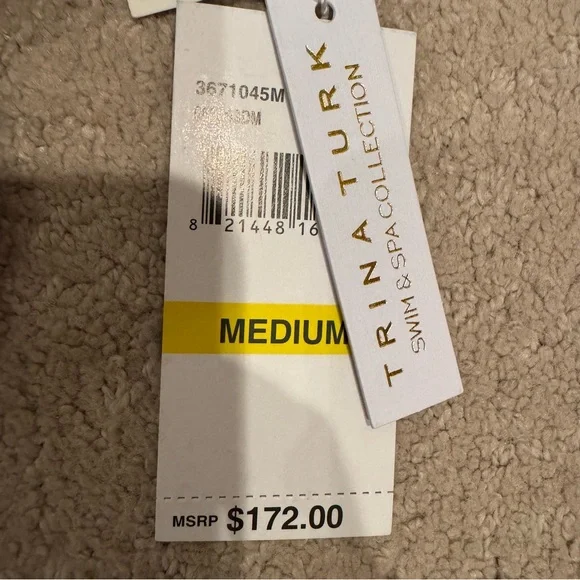 3671045M
8 21448 16
MEDIUM
MSRP $172.00
TRINA TURK
SWIM & SPA COLLECTION